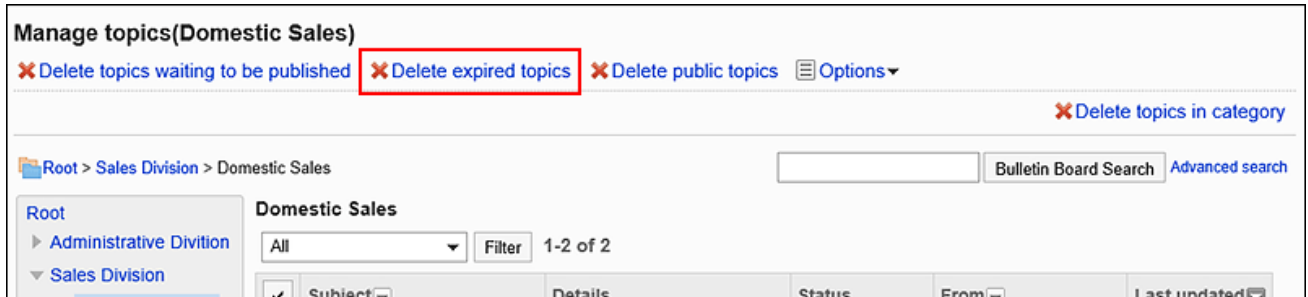 Manage topics(Domestic Sales)
Delete topics waiting to be published Delete expired topics Delete public topics Options
Delete topics in category
Root > Sales Division > Domestic Sales Bulletin Board Search Advanced search
Root Domestic Sales
Administrative Divition All Filter 1-2 of 2
Sales Division
Subject Details Status From Last updated